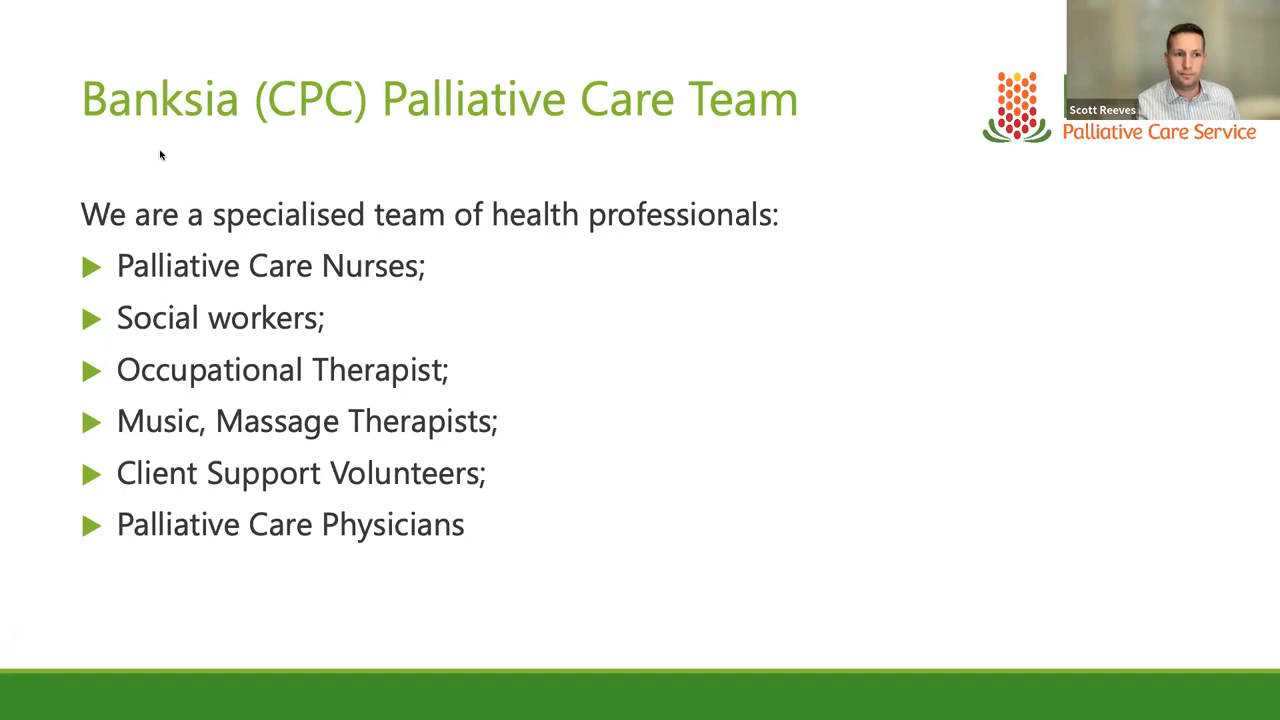 Banksia (CPC) Palliative Care Team
Scott Reeves
Palliative Care Service
We are a specialised team of health professionals:
Palliative Care Nurses;
Social workers;
Occupational Therapist;
Music, Massage Therapists;
Client Support Volunteers;
Palliative Care Physicians